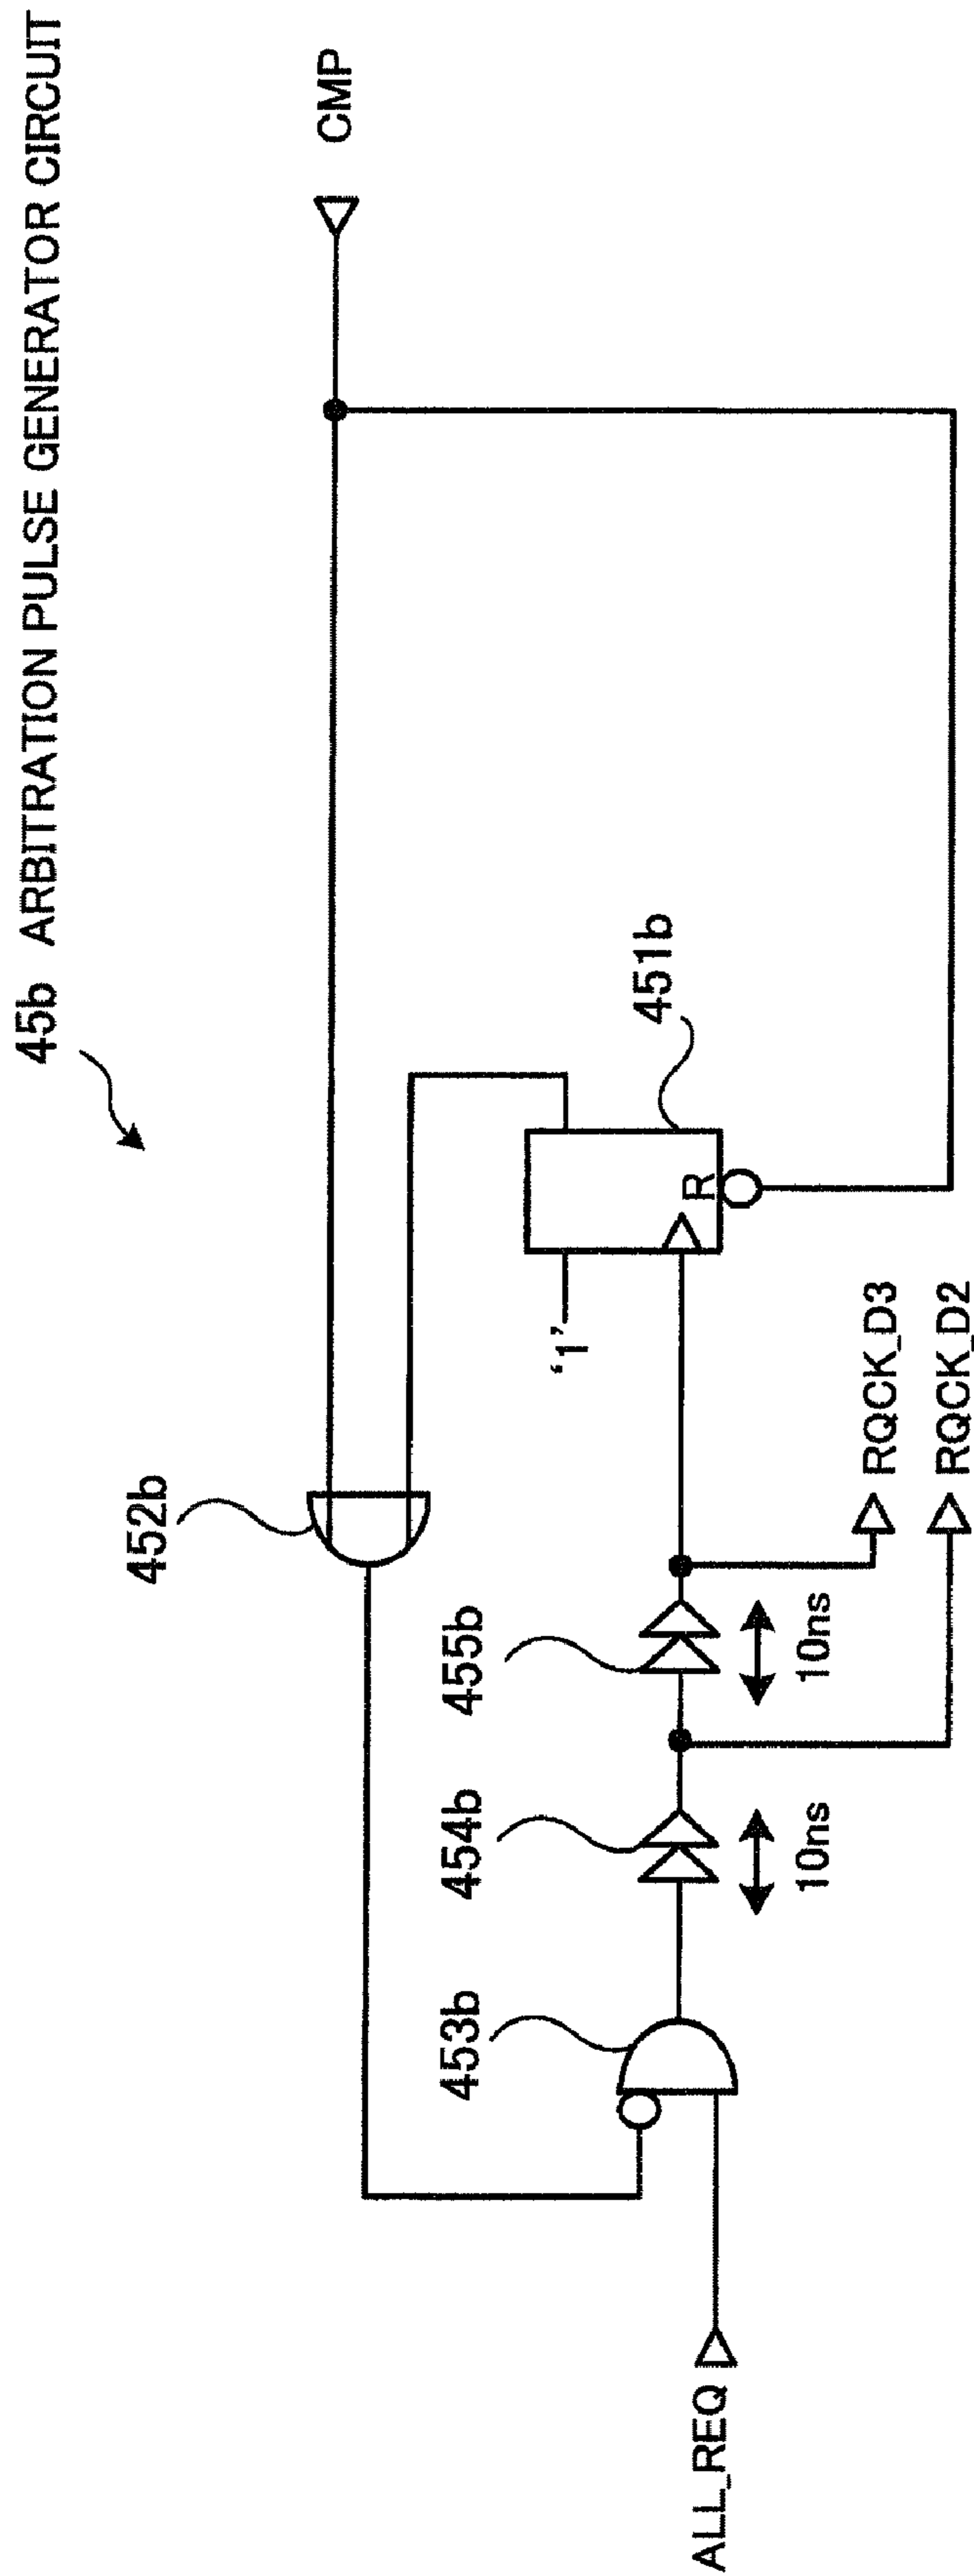 45b ARBITRATION PULSE GENERATOR CIRCUIT
CMP
452b
451b
'1'
R
453b
454b
455b
10ns
10ns
ALL_REQ
RQCK_D3
RQCK_D2